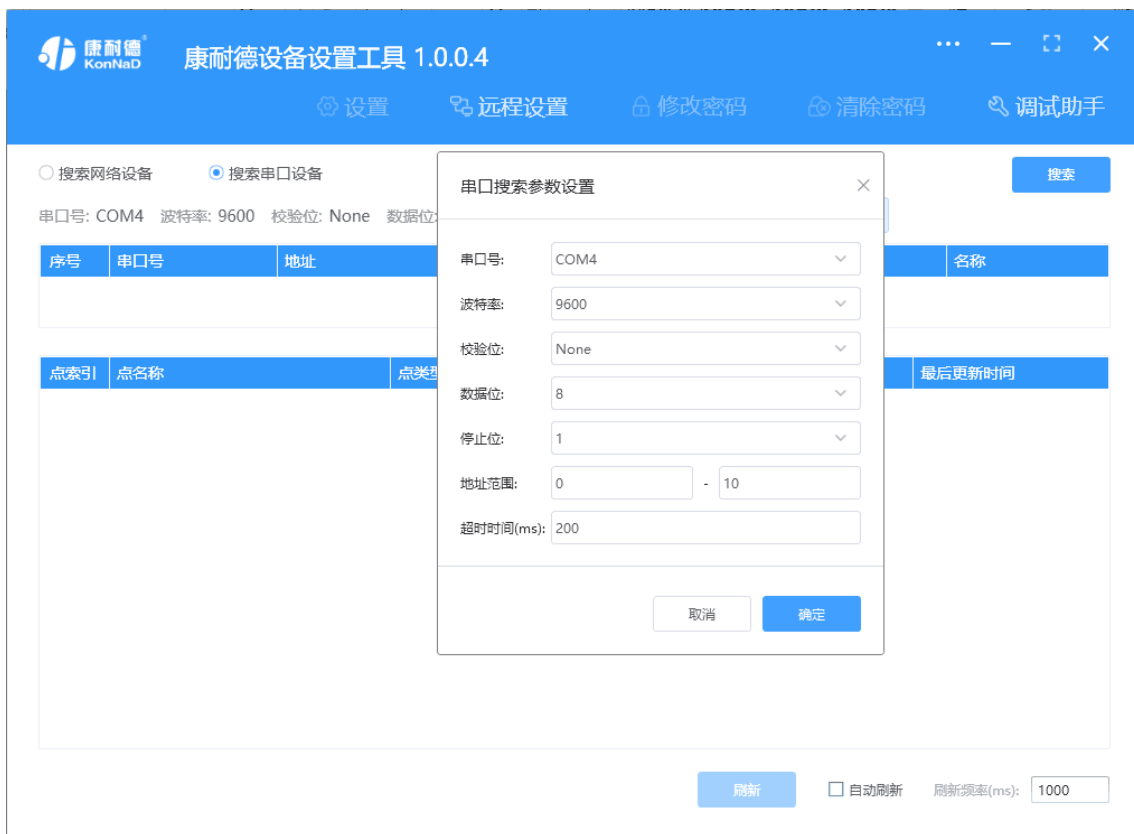 康耐德®
KonNaD
康耐德设备设置工具 1.0.0.4
设置 远程设置 修改密码 清除密码 调试助手
搜索网络设备 搜索串口设备 搜索
串口号: COM4 波特率: 9600 校验位: None 数据位:
序号 串口号 地址 名称
点索引 点名称 点类型 最后更新时间
串口搜索参数设置
串口号: COM4
波特率: 9600
校验位: None
数据位: 8
停止位: 1
地址范围: 0 - 10
超时时间(ms): 200
取消 确定
刷新 自动刷新 刷新频率(ms): 1000